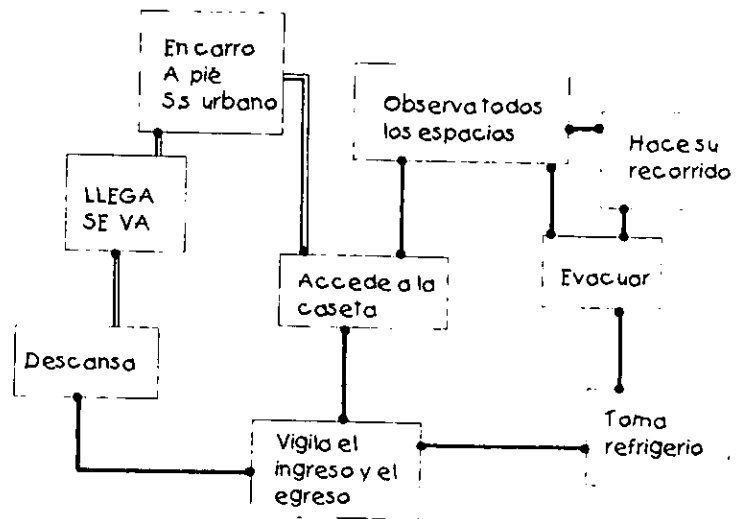 En carro
A pié
S.s urbano
Observa todos
los espacios
Hace su
recorrido
LLEGA
SE VA
Accede a la
caseta
Evacuar
Descansa
Toma
refrigerio
Vigila el
ingreso y el
egreso